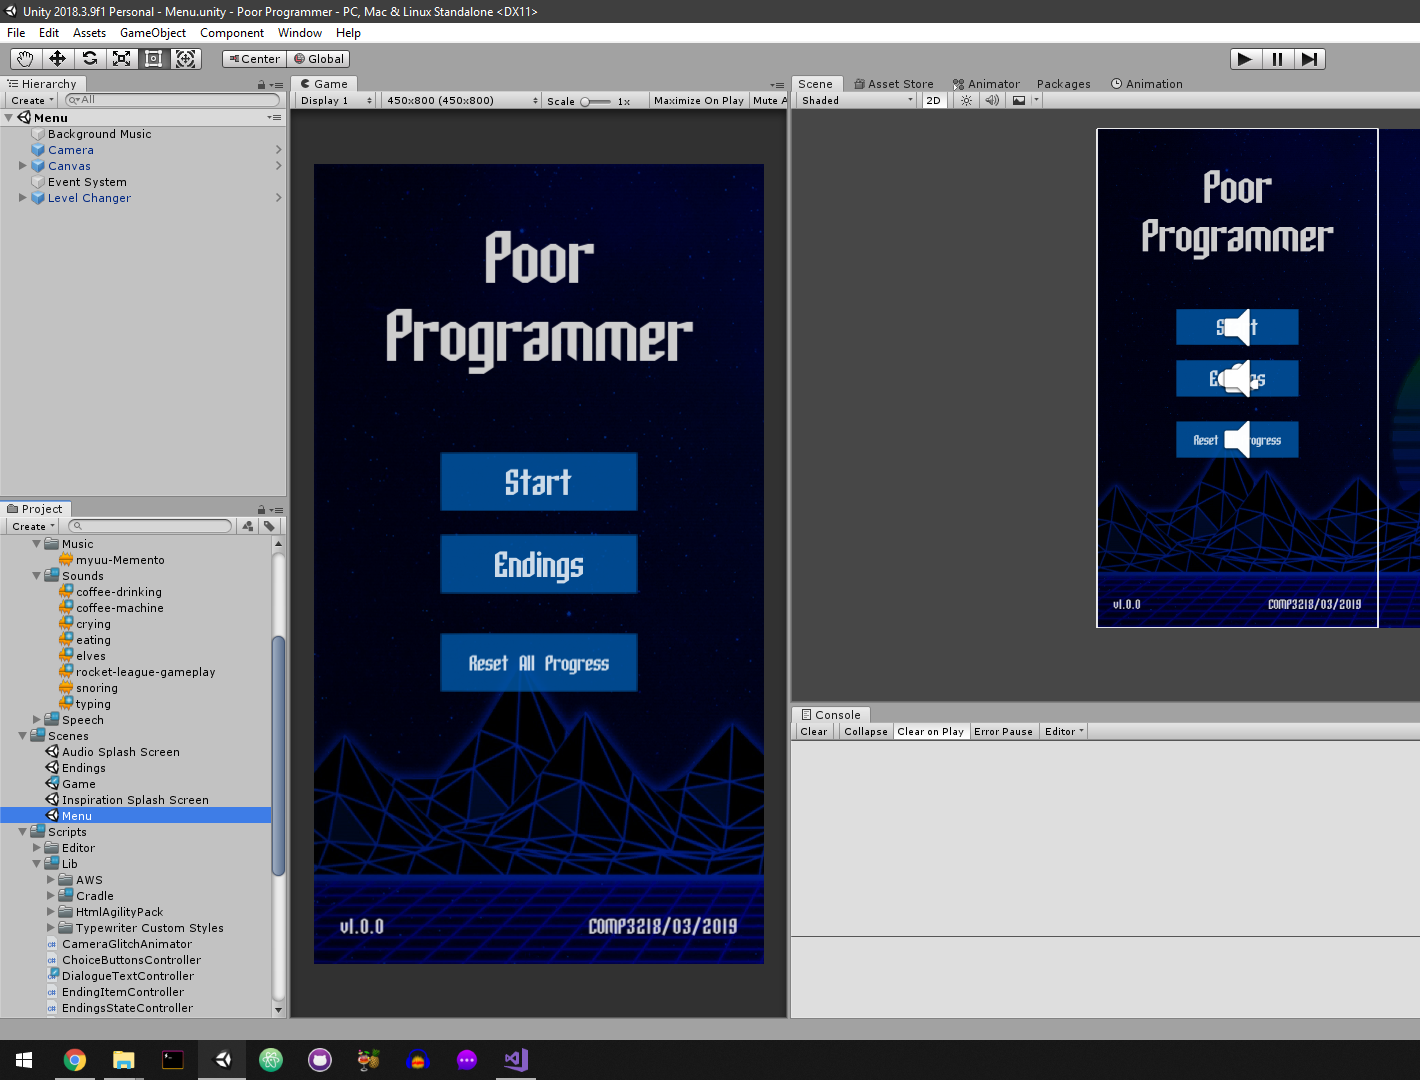 Unity 2018.3.9f1 Personal - Menu.unity - Poor Programmer - PC, Mac & Linux Standalone <DX11>
File Edit Assets GameObject Component Window Help
Center Global
Hierarchy
Create All
Menu
Background Music
Camera
Canvas
Event System
Level Changer
Project
Create
Music
myuu-Memento
Sounds
coffee-drinking
coffee-machine
crying
eating
elves
rocket-league-gameplay
snoring
typing
Speech
Scenes
Audio Splash Screen
Endings
Game
Inspiration Splash Screen
Menu
Scripts
Editor
Lib
AWS
Cradle
HtmlAgilityPack
Typewriter Custom Styles
CameraGlitchAnimator
ChoiceButtonsController
DialogueTextController
EndingItemController
EndingsStateController
Game
Display 1 450x800 (450x800) Scale 1x Maximize On Play Mute A
Poor
Programmer
Start
Endings
Reset All Progress
v1.0.0 COMP3218/03/2019
Scene Asset Store Animator Packages Animation
Shaded 2D
Poor
Programmer
Reset
v1.0.0 COMP3218/03/2019
Console
Clear Collapse Clear on Play Error Pause Editor